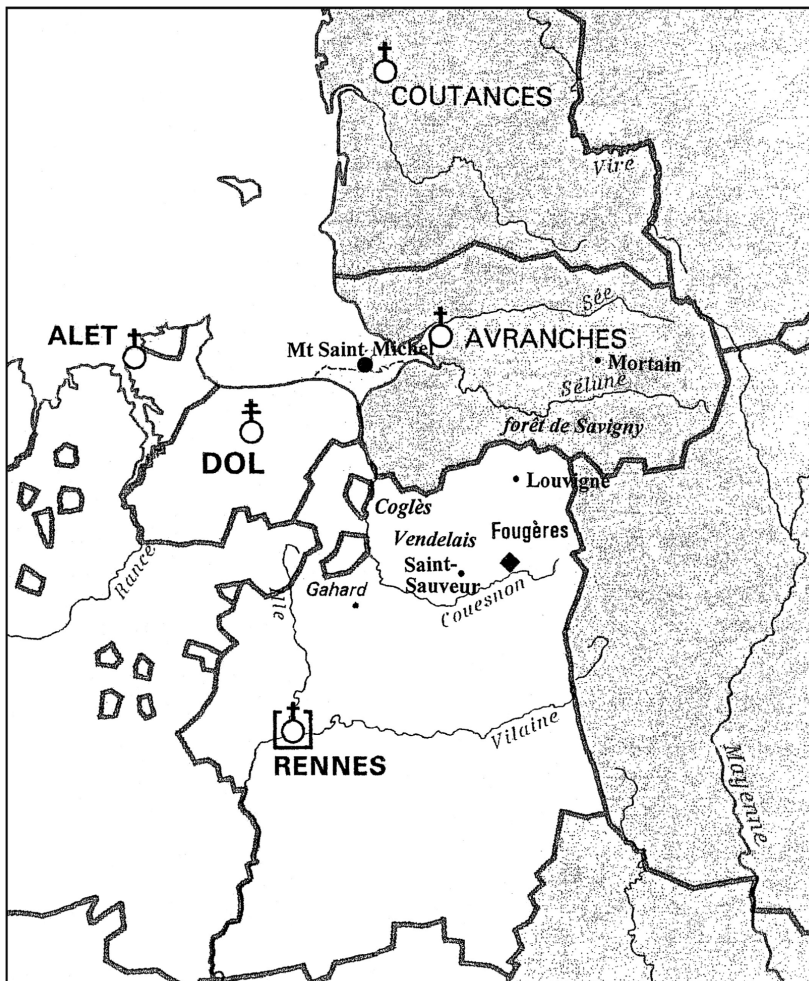 COUTANCES
Vire
Sée
ALET
AVRANCHES
Mt Saint Michel
Mortain
Sélune
forêt de Savigny
DOL
Louvigné
Coglès
Vendelais
Fougères
Saint-
Sauveur
Rance
Gahard
Ille
Couesnon
Vilaine
RENNES
Mayenne